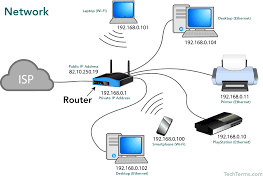 Network
Laptop (Wi-Fi)
192.168.0.101
Desktop (Ethernet)
192.168.0.104
Public IP Address
82.10.250.19
ISP
Router
192.168.0.1
Private IP Address
192.168.0.11
Printer (Ethernet)
192.168.0.100
Smartphone (Wi-Fi)
192.168.0.10
PlayStation (Ethernet)
192.168.0.102
Desktop (Ethernet)
TechTerms.com